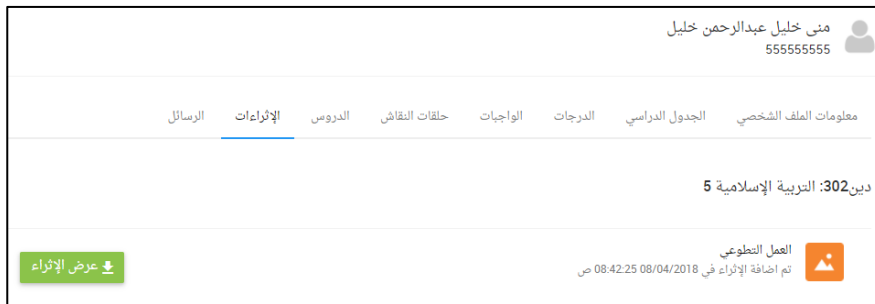 منى خليل عبدالرحمن خليل
555555555
معلومات الملف الشخصي الجدول الدراسي الدرجات الواجبات حلقات النقاش الدروس الإثراءات الرسائل
دين302: التربية الإسلامية 5
العمل التطوعي
تم اضافة الإثراء في 08/04/2018 08:42:25 ص
عرض الإثراء